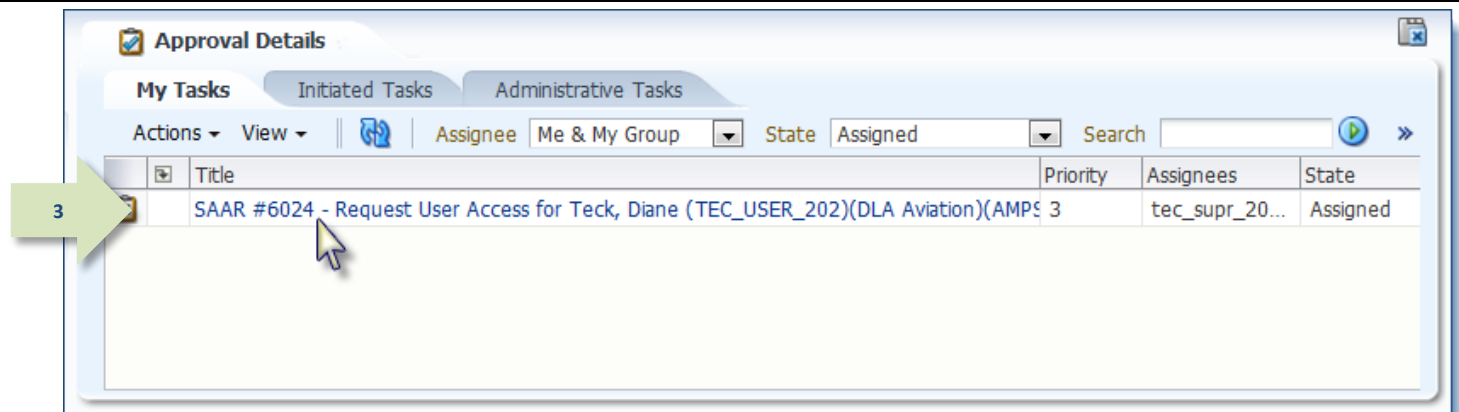 Approval Details
My Tasks Initiated Tasks Administrative Tasks
Actions View Assignee Me & My Group State Assigned Search »
Title Priority Assignees State
3 SAAR #6024 - Request User Access for Teck, Diane (TEC_USER_202)(DLA Aviation)(AMPS 3 tec_supr_20... Assigned